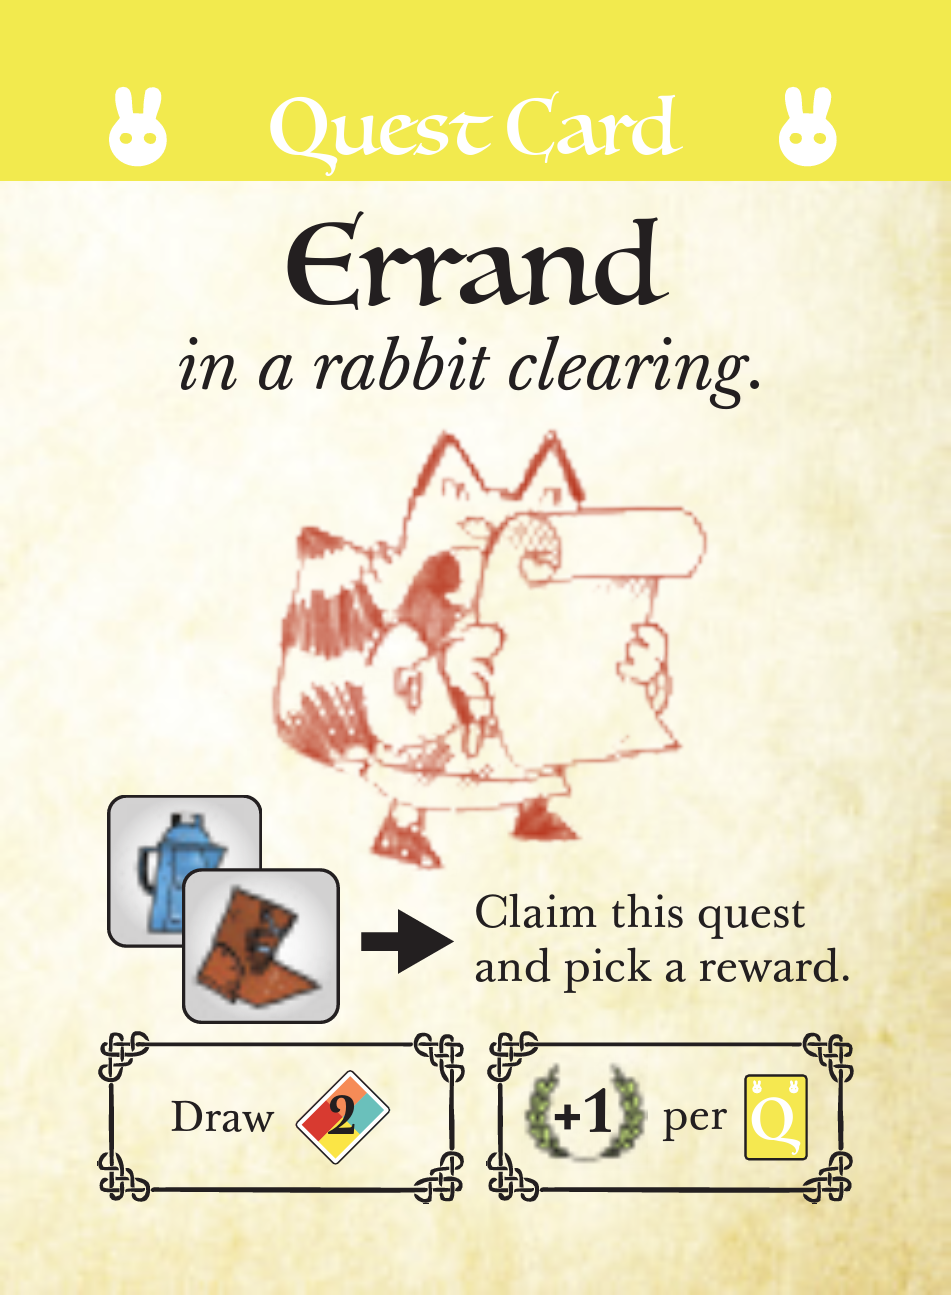 Quest Card
Errand
in a rabbit clearing.
Claim this quest
and pick a reward.
Draw 2
+1 per Q